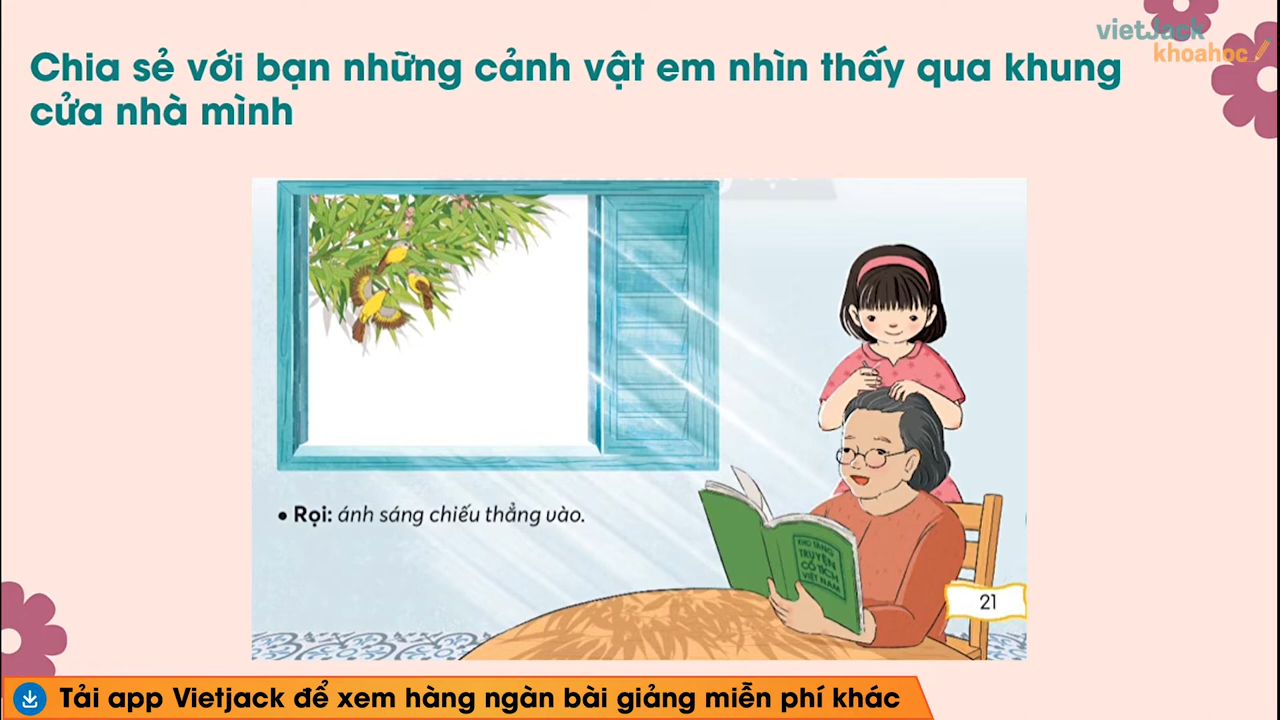 vietJack
khoahoc
Chia sẻ với bạn những cảnh vật em nhìn thấy qua khung
cửa nhà mình
• Rọi: ánh sáng chiếu thẳng vào.
KHO TÀNG
TRUYỆN
CỔ TÍCH
VIỆT NAM
21
Tải app Vietjack để xem hàng ngàn bài giảng miễn phí khác